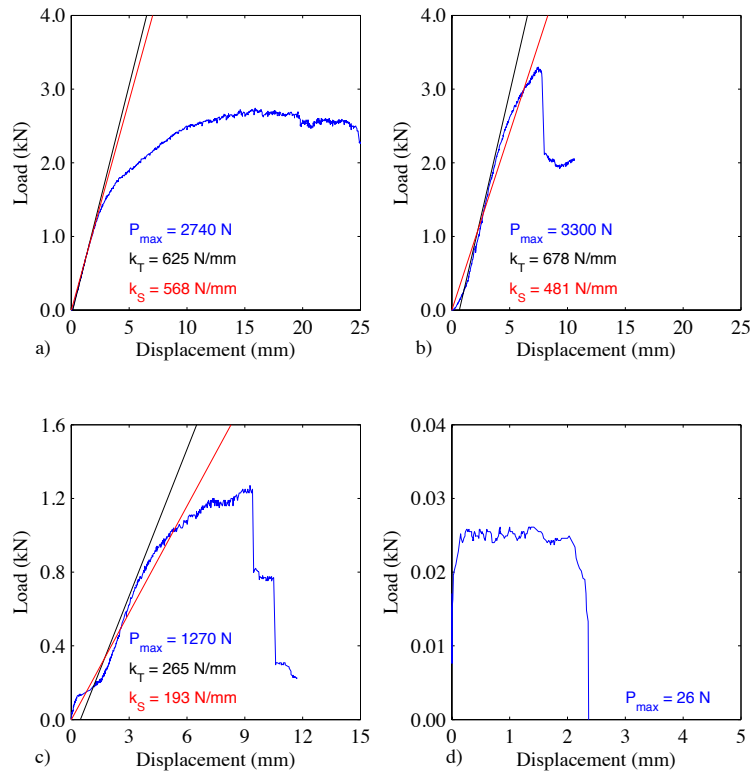 4.0
3.0
2.0
1.0
0.0
Load (kN)
P_max = 2740 N
k_T = 625 N/mm
k_S = 568 N/mm
0 5 10 15 20 25
Displacement (mm)
a)
4.0
3.0
2.0
1.0
0.0
Load (kN)
P_max = 3300 N
k_T = 678 N/mm
k_S = 481 N/mm
0 5 10 15 20 25
Displacement (mm)
b)
1.6
1.2
0.8
0.4
0.0
Load (kN)
P_max = 1270 N
k_T = 265 N/mm
k_S = 193 N/mm
0 3 6 9 12 15
Displacement (mm)
c)
0.04
0.03
0.02
0.01
0.00
Load (kN)
P_max = 26 N
0 1 2 3 4 5
Displacement (mm)
d)